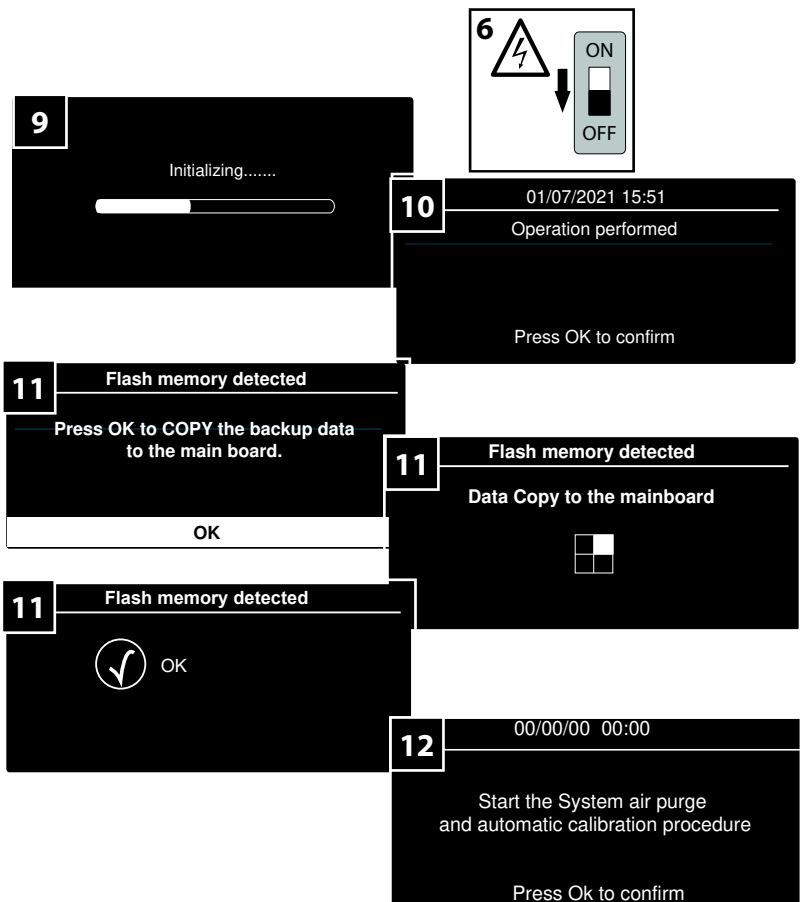 6
ON
OFF
9
Initializing.......
10
01/07/2021 15:51
Operation performed
Press OK to confirm
11
Flash memory detected
Press OK to COPY the backup data
to the main board.
OK
11
Flash memory detected
Data Copy to the mainboard
11
Flash memory detected
OK
12
00/00/00 00:00
Start the System air purge
and automatic calibration procedure
Press Ok to confirm